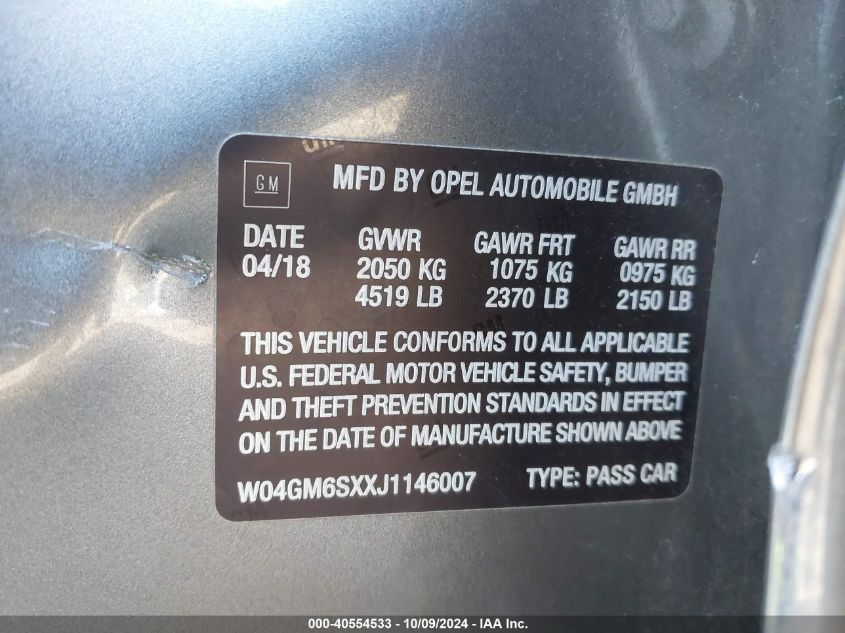 GM MFD BY OPEL AUTOMOBILE GMBH
DATE GVWR GAWR FRT GAWR RR
04/18 2050 KG 1075 KG 0975 KG
4519 LB 2370 LB 2150 LB
THIS VEHICLE CONFORMS TO ALL APPLICABLE
U.S. FEDERAL MOTOR VEHICLE SAFETY, BUMPER
AND THEFT PREVENTION STANDARDS IN EFFECT
ON THE DATE OF MANUFACTURE SHOWN ABOVE
W04GM6SXXJ1146007 TYPE: PASS CAR
000-40554533 - 10/09/2024 - IAA Inc.